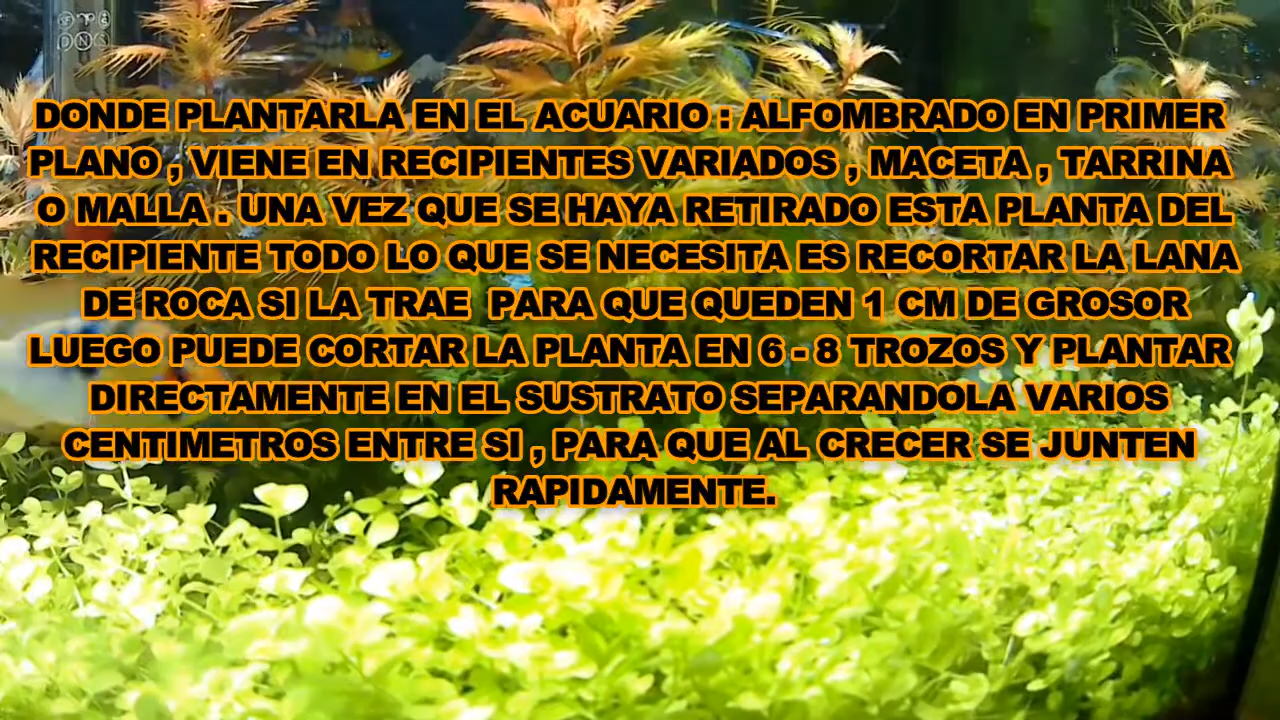 DONDE PLANTARLA EN EL ACUARIO : ALFOMBRADO EN PRIMER
PLANO , VIENE EN RECIPIENTES VARIADOS , MACETA , TARRINA
O MALLA . UNA VEZ QUE SE HAYA RETIRADO ESTA PLANTA DEL
RECIPIENTE TODO LO QUE SE NECESITA ES RECORTAR LA LANA
DE ROCA SI LA TRAE PARA QUE QUEDEN 1 CM DE GROSOR
LUEGO PUEDE CORTAR LA PLANTA EN 6 - 8 TROZOS Y PLANTAR
DIRECTAMENTE EN EL SUSTRATO SEPARANDOLA VARIOS
CENTIMETROS ENTRE SI , PARA QUE AL CRECER SE JUNTEN
RAPIDAMENTE.